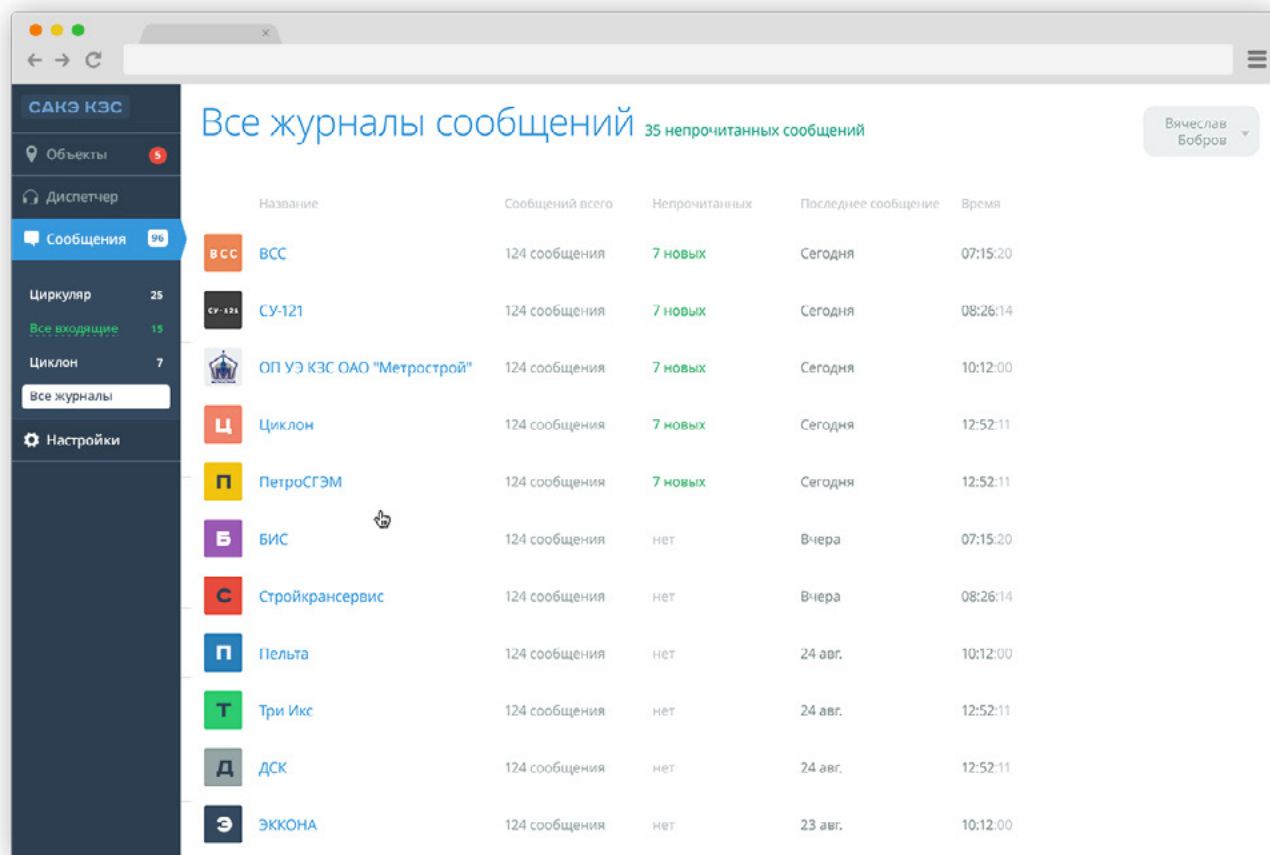 САКЭ КЗС
Объекты 5
Диспетчер
Сообщения 96
Циркуляр 25
Все входящие 15
Циклон 7
Все журналы
Настройки
Все журналы сообщений 35 непрочитанных сообщений
Вячеслав
Бобров
Название Сообщений всего Непрочитанных Последнее сообщение Время
ВСС ВСС 124 сообщения 7 новых Сегодня 07:15:20
СУ-121 СУ-121 124 сообщения 7 новых Сегодня 08:26:14
ОП УЭ КЗС ОАО "Метрострой" 124 сообщения 7 новых Сегодня 10:12:00
Ц Циклон 124 сообщения 7 новых Сегодня 12:52:11
П ПетроСГЭМ 124 сообщения 7 новых Сегодня 12:52:11
Б БИС 124 сообщения нет Вчера 07:15:20
С Стройкрансервис 124 сообщения нет Вчера 08:26:14
П Пельта 124 сообщения нет 24 авг. 10:12:00
Т Три Икс 124 сообщения нет 24 авг. 12:52:11
Д ДСК 124 сообщения нет 24 авг. 12:52:11
Э ЭККОНА 124 сообщения нет 23 авг. 10:12:00